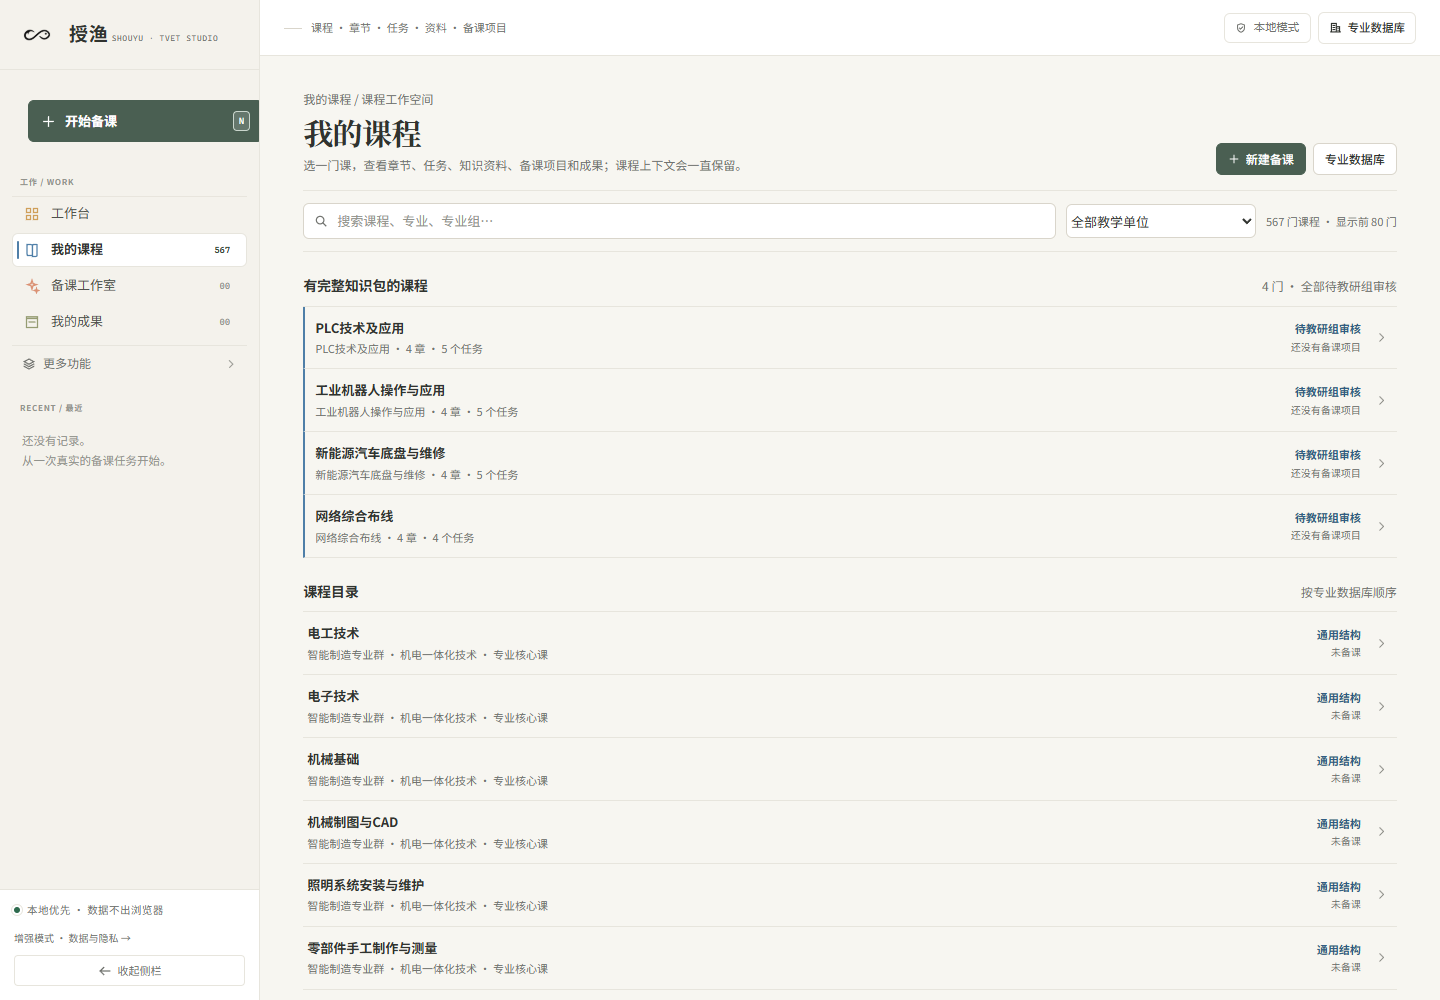 授渔 SHOUYU · TVET STUDIO
课程 · 章节 · 任务 · 资料 · 备课项目
本地模式
专业数据库
开始备课 N
工作 / WORK
工作台
我的课程 567
备课工作室 00
我的成果 00
更多功能
RECENT / 最近
还没有记录。
从一次真实的备课任务开始。
本地优先 · 数据不出浏览器
增强模式 · 数据与隐私 →
收起侧栏
我的课程 / 课程工作空间
我的课程
选一门课，查看章节、任务、知识资料、备课项目和成果；课程上下文会一直保留。
新建备课
专业数据库
搜索课程、专业、专业组…
全部教学单位
567 门课程 · 显示前 80 门
有完整知识包的课程
4 门 · 全部待教研组审核
PLC技术及应用
PLC技术及应用 · 4 章 · 5 个任务
待教研组审核
还没有备课项目
工业机器人操作与应用
工业机器人操作与应用 · 4 章 · 5 个任务
待教研组审核
还没有备课项目
新能源汽车底盘与维修
新能源汽车底盘与维修 · 4 章 · 5 个任务
待教研组审核
还没有备课项目
网络综合布线
网络综合布线 · 4 章 · 4 个任务
待教研组审核
还没有备课项目
课程目录
按专业数据库顺序
电工技术
智能制造专业群 · 机电一体化技术 · 专业核心课
通用结构
未备课
电子技术
智能制造专业群 · 机电一体化技术 · 专业核心课
通用结构
未备课
机械基础
智能制造专业群 · 机电一体化技术 · 专业核心课
通用结构
未备课
机械制图与CAD
智能制造专业群 · 机电一体化技术 · 专业核心课
通用结构
未备课
照明系统安装与维护
智能制造专业群 · 机电一体化技术 · 专业核心课
通用结构
未备课
零部件手工制作与测量
智能制造专业群 · 机电一体化技术 · 专业核心课
通用结构
未备课